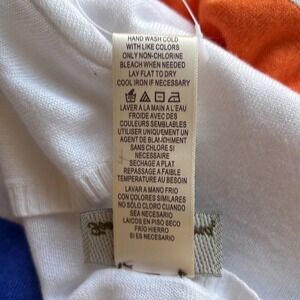 HAND WASH COLD
WITH LIKE COLORS
ONLY NON-CHLORINE
BLEACH WHEN NEEDED
LAY FLAT TO DRY
COOL IRON IF NECESSARY
LAVER A LA MAIN A L'EAU
FROIDE AVEC DES
COULEURS SEMBLABLES
UTILISER UNIQUEMENT UN
AGENT DE BLANCHIMENT
SANS CHLORE SI
NECESSAIRE
SECHAGE A PLAT
REPASSAGE A FAIBLE
TEMPERATURE AU BESOIN
LAVAR A MANO FRIO
CON COLORES SIMILARES
NO SÓLO CLORO CUANDO
SEA NECESARIO
LAICOS EN PISO SECO
FRÍO HIERRO
SI ES NECESARIO